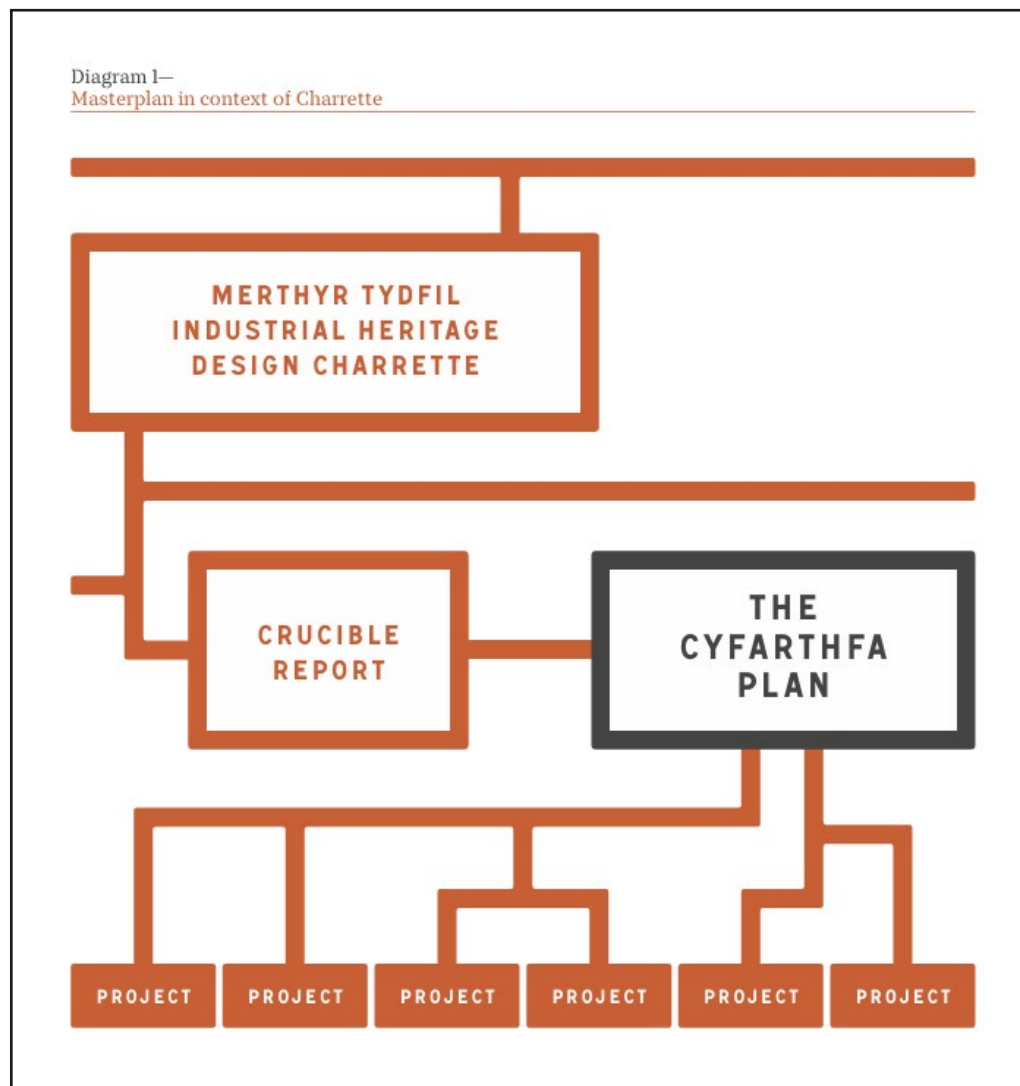 Diagram 1—
Masterplan in context of Charrette
MERTHYR TYDFIL
INDUSTRIAL HERITAGE
DESIGN CHARRETTE
CRUCIBLE
REPORT
THE
CYFARTHFA
PLAN
PROJECT
PROJECT
PROJECT
PROJECT
PROJECT
PROJECT